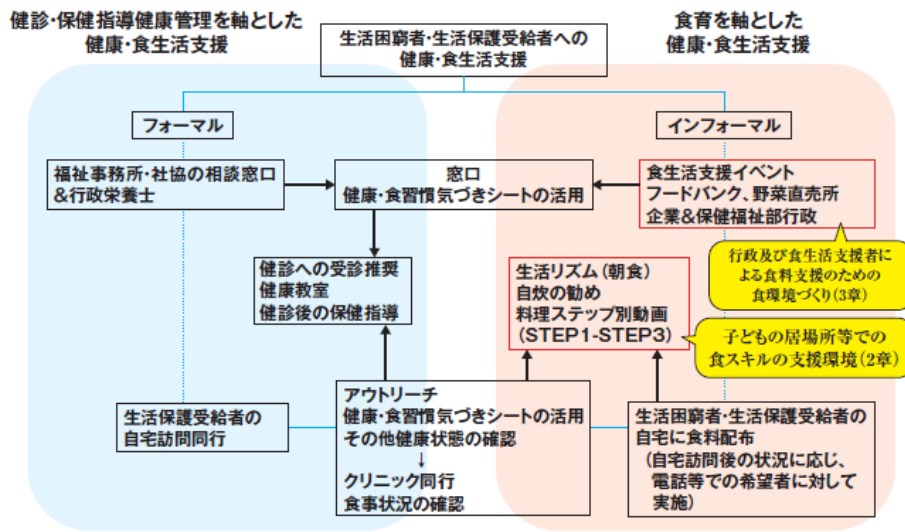 健診・保健指導健康管理を軸とした
健康・食生活支援
食育を軸とした
健康・食生活支援
生活困窮者・生活保護受給者への
健康・食生活支援
フォーマル
インフォーマル
福祉事務所・社協の相談窓口
&行政栄養士
窓口
健康・食習慣気づきシートの活用
食生活支援イベント
フードバンク、野菜直売所
企業&保健福祉部行政
行政及び食生活支援者に
よる食料支援のための
食環境づくり(3章)
健診への受診推奨
健康教室
健診後の保健指導
生活リズム(朝食)
自炊の勧め
料理ステップ別動画
(STEP1-STEP3)
子どもの居場所等での
食スキルの支援環境(2章)
生活保護受給者の
自宅訪問同行
アウトリーチ
健康・食習慣気づきシートの活用
その他健康状態の確認
↓
クリニック同行
食事状況の確認
生活困窮者・生活保護受給者の
自宅に食料配布
(自宅訪問後の状況に応じ、
電話等での希望者に対して
実施)